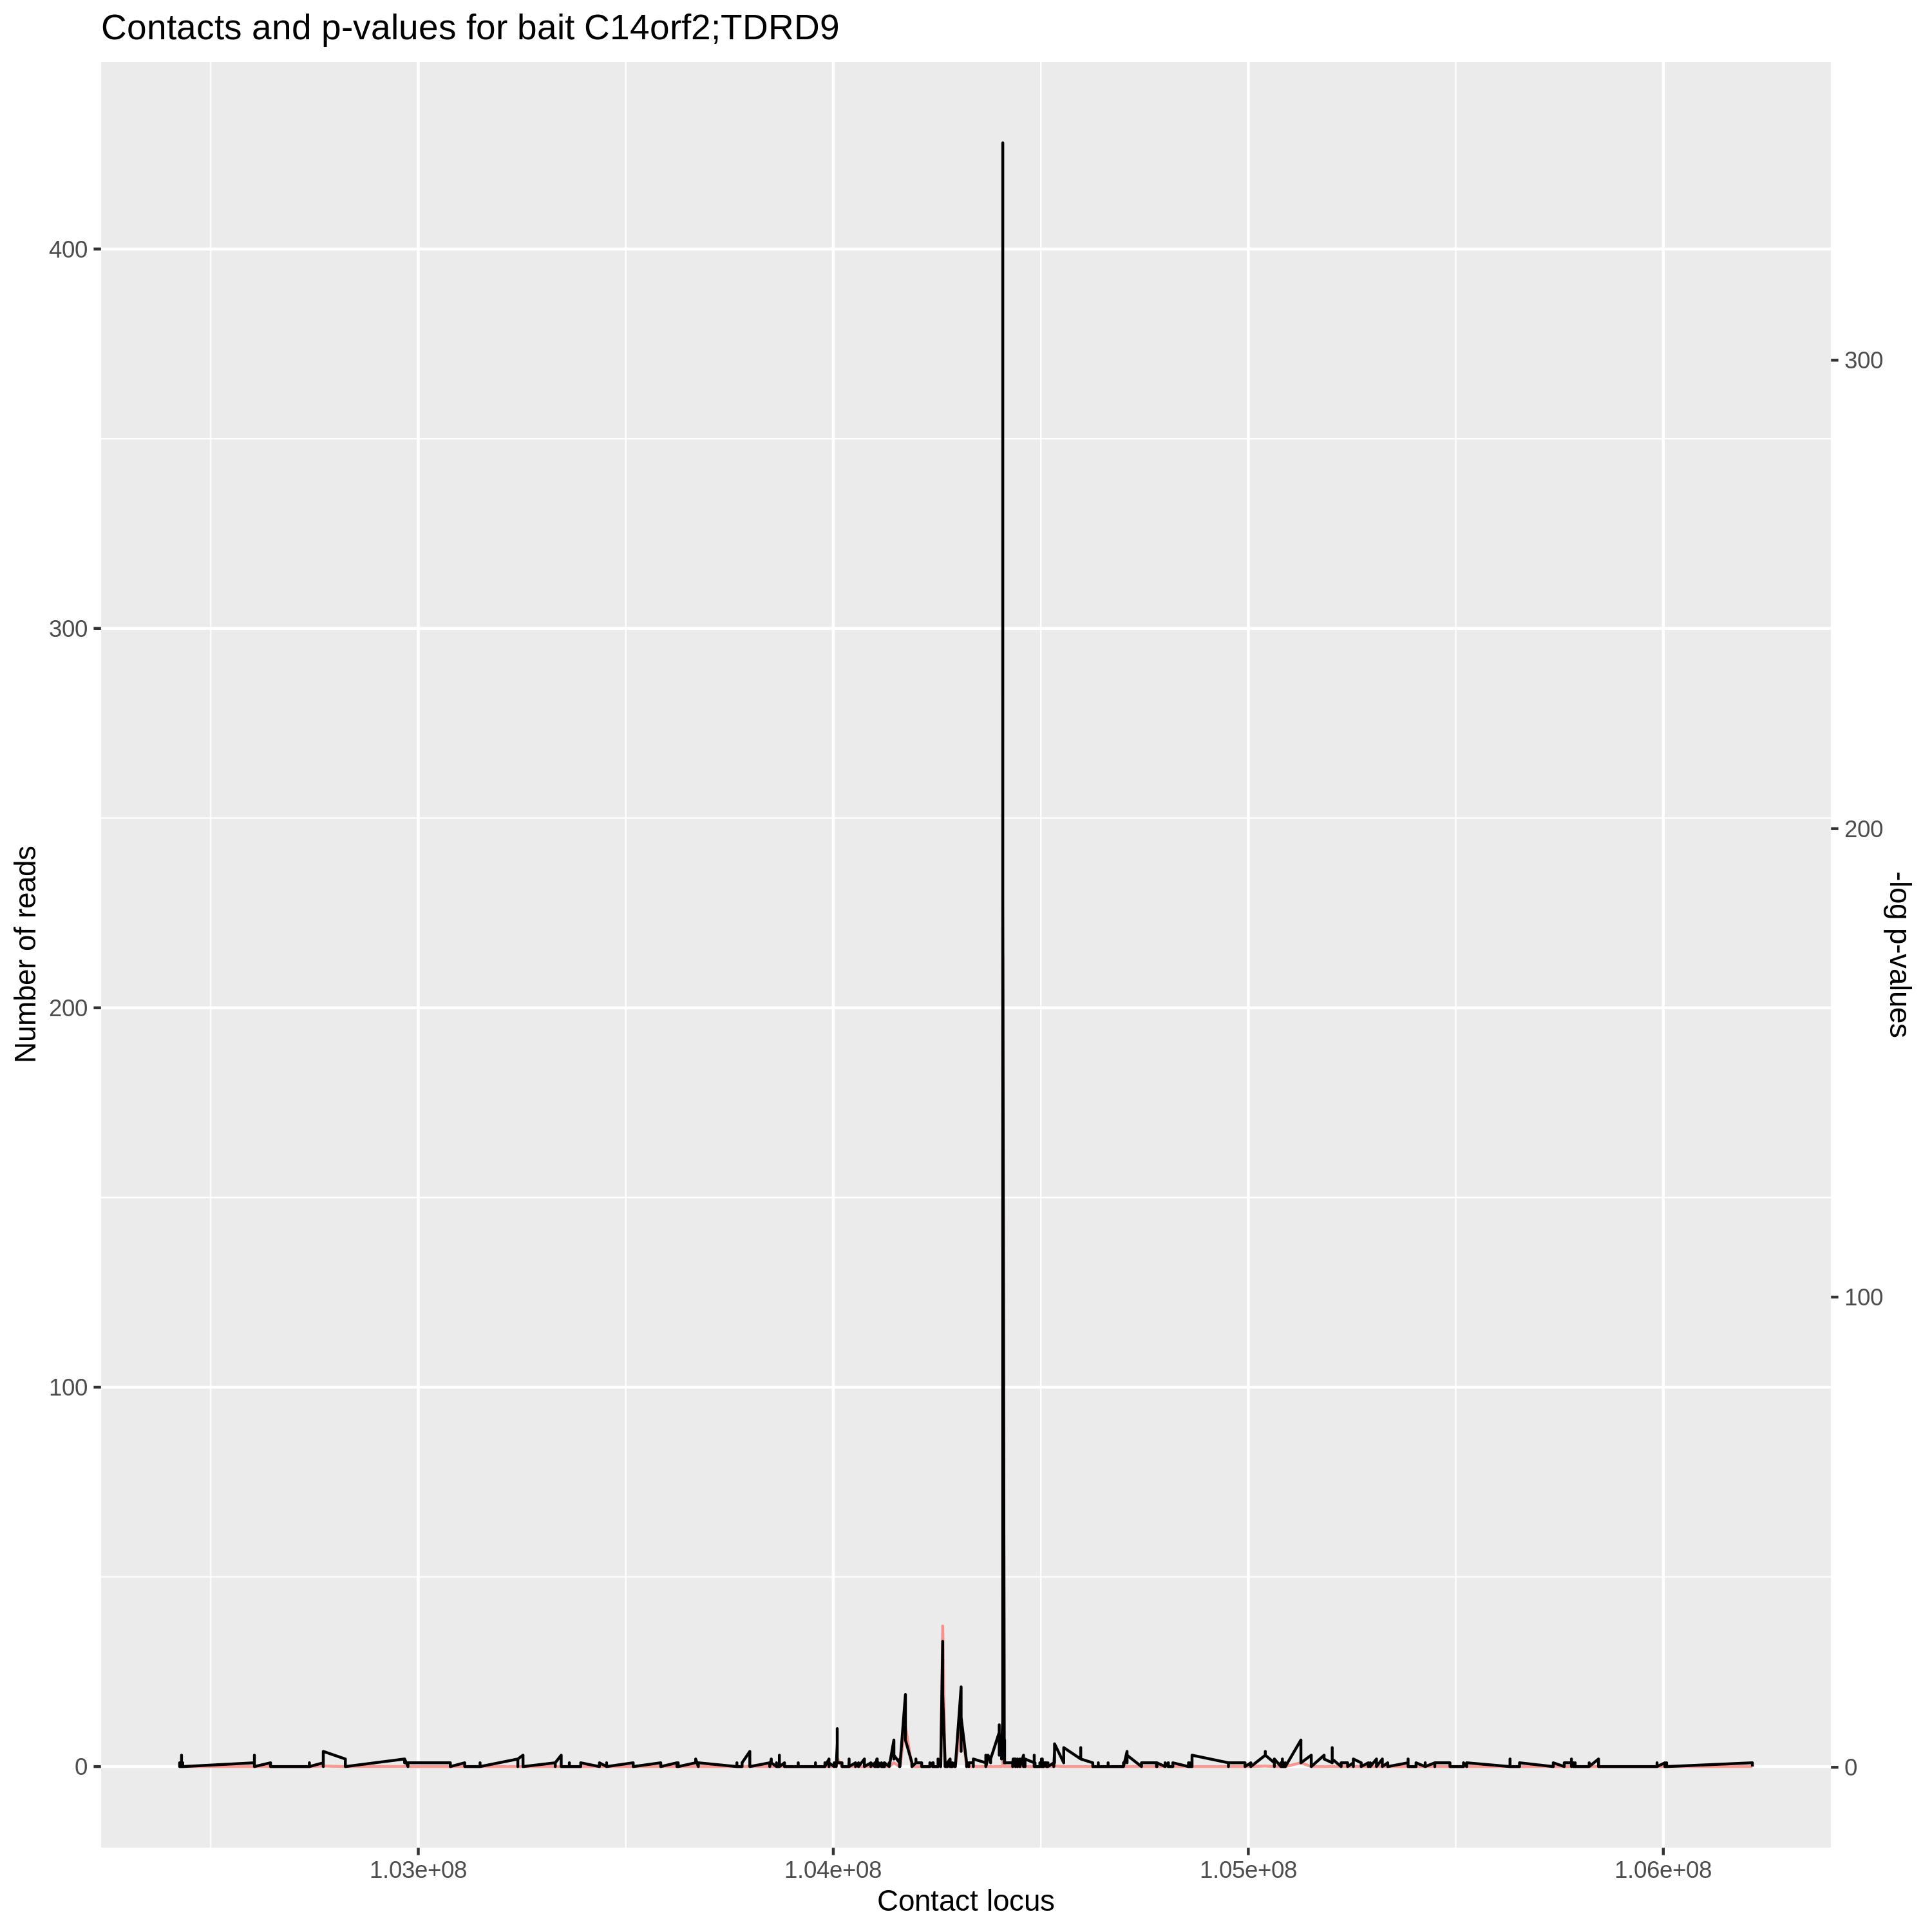 Contacts and p-values for bait C14orf2;TDRD9
400
300
200
100
0
Number of reads
300
200
100
0
-log p-values
1.03e+08
1.04e+08
1.05e+08
1.06e+08
Contact locus